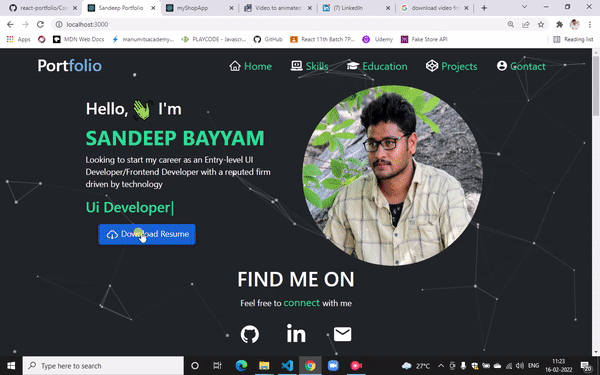 react-portfolio/Con
Sandeep Portfolio
myShopApp
Video to animated
(7) LinkedIn
download video fr
localhost:3000
Apps
Coding
MDN Web Docs
manumitsacademy...
PLAYCODE - Javascri...
GitHub
React 11th Batch 7P...
Udemy
Fake Store API
Reading list
Portfolio
Home
Skills
Education
Projects
Contact
Hello, I'm
SANDEEP BAYYAM
Looking to start my career as an Entry-level UI
Developer/Frontend Developer with a reputed firm
driven by technology
Ui Developer|
Download Resume
FIND ME ON
Feel free to connect with me
in
Type here to search
27°C
ENG
11:23
16-02-2022
20